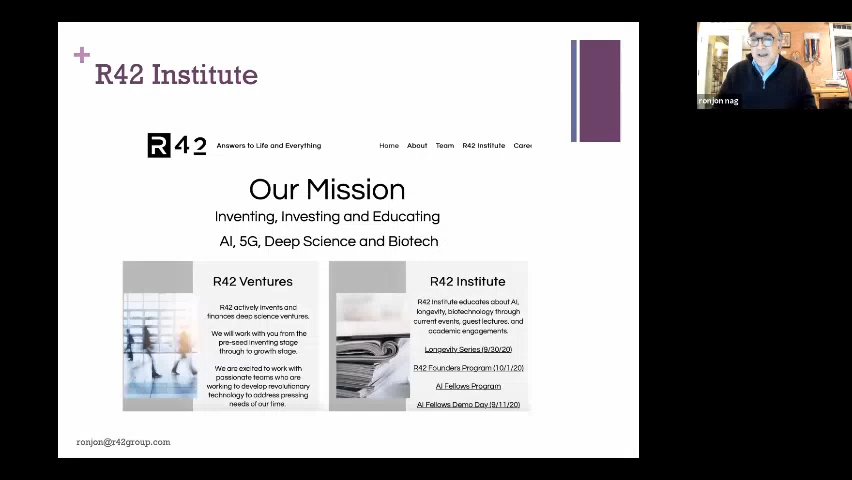 +
R42 Institute
R42
Answers to Life and Everything
Home About Team R42 Institute Caree
Our Mission
Inventing, Investing and Educating
AI, 5G, Deep Science and Biotech
R42 Ventures
R42 actively invents and
finances deep science ventures.
We will work with you from the
pre-seed inventing stage
through to growth stage.
We are excited to work with
passionate teams who are
working to develop revolutionary
technology to address pressing
needs of our time.
R42 Institute
R42 Institute educates about AI,
longevity, biotechnology through
current events, guest lectures, and
academic engagements.
Longevity Series (9/30/20)
R42 Founders Program (10/1/20)
AI Fellows Program
AI Fellows Demo Day (9/11/20)
ronjon@r42group.com
ronjon nag